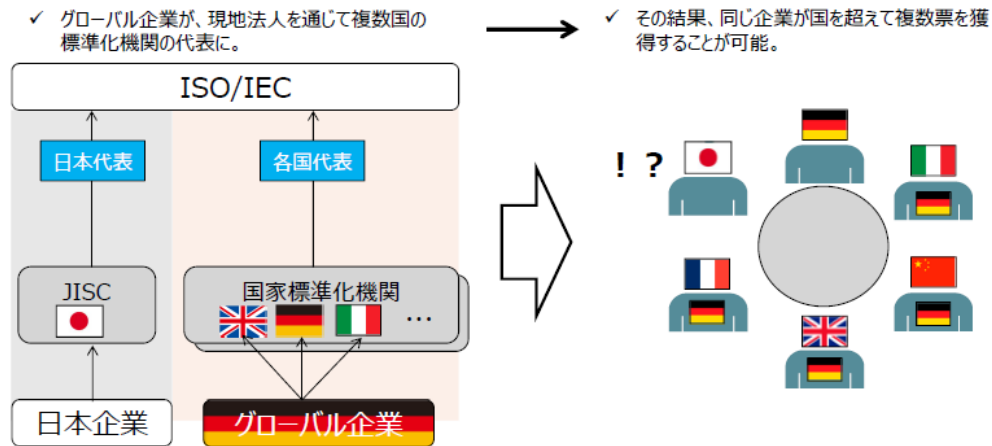 ✓ グローバル企業が、現地法人を通じて複数国の
標準化機関の代表に。
✓ その結果、同じ企業が国を超えて複数票を獲
得することが可能。
ISO/IEC
日本代表
各国代表
JISC
国家標準化機関
…
日本企業
グローバル企業
！？